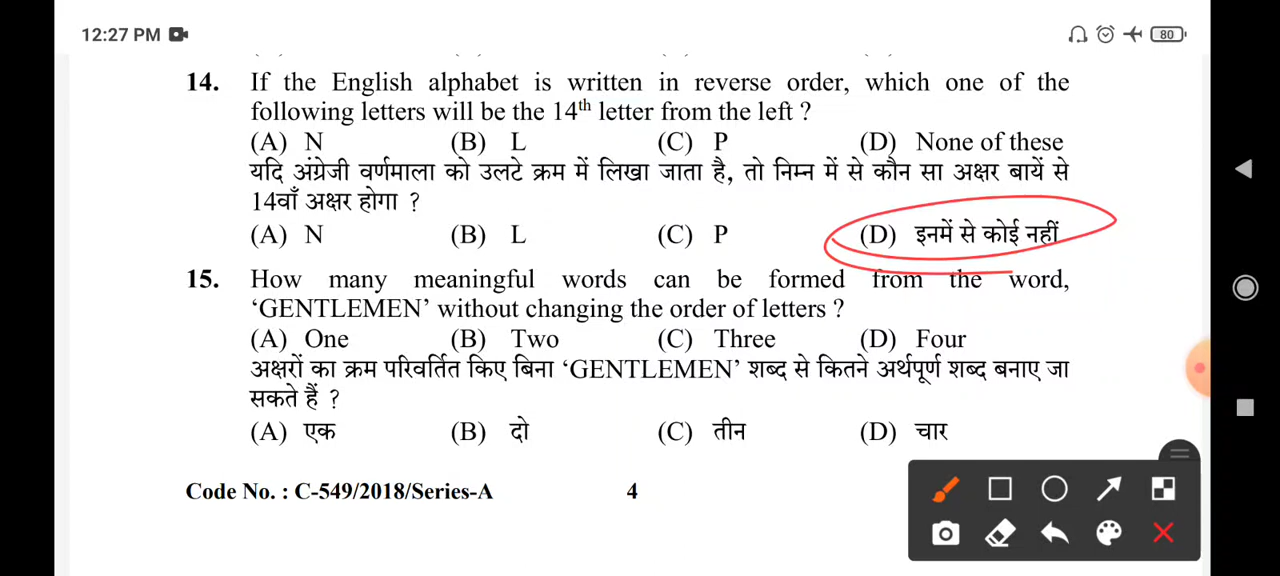 12:27 PM
80
14. If the English alphabet is written in reverse order, which one of the
following letters will be the 14th letter from the left ?
(A) N (B) L (C) P (D) None of these
यदि अंग्रेजी वर्णमाला को उलटे क्रम में लिखा जाता है, तो निम्न में से कौन सा अक्षर बायें से
14वाँ अक्षर होगा ?
(A) N (B) L (C) P (D) इनमें से कोई नहीं
15. How many meaningful words can be formed from the word,
‘GENTLEMEN’ without changing the order of letters ?
(A) One (B) Two (C) Three (D) Four
अक्षरों का क्रम परिवर्तित किए बिना ‘GENTLEMEN’ शब्द से कितने अर्थपूर्ण शब्द बनाए जा
सकते हैं ?
(A) एक (B) दो (C) तीन (D) चार
Code No. : C-549/2018/Series-A 4